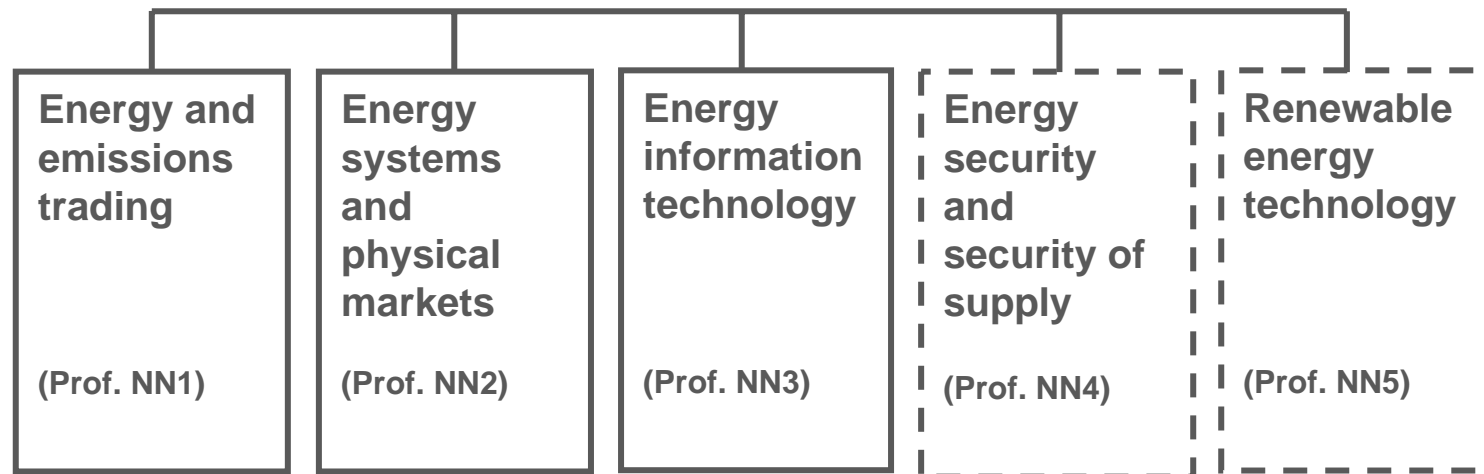 Energy and
emissions
trading
(Prof. NN1)
Energy
systems
and
physical
markets
(Prof. NN2)
Energy
information
technology
(Prof. NN3)
Energy
security
and
security of
supply
(Prof. NN4)
Renewable
energy
technology
(Prof. NN5)